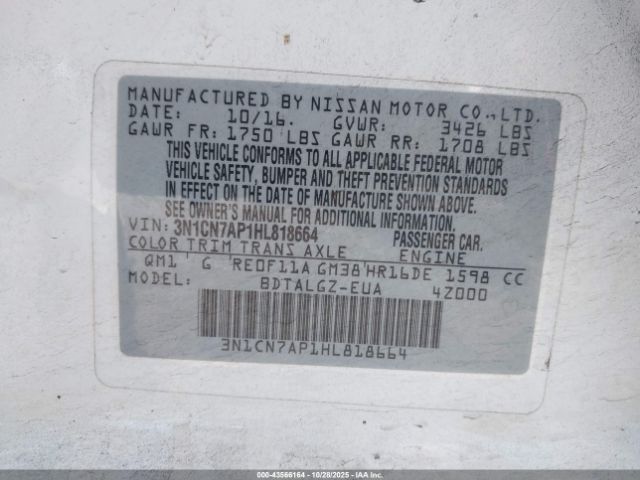 MANUFACTURED BY NISSAN MOTOR CO.,LTD.
DATE: 10/16. GVWR: 3426 LBS
GAWR FR: 1750 LBS GAWR RR: 1708 LBS
THIS VEHICLE CONFORMS TO ALL APPLICABLE FEDERAL MOTOR
VEHICLE SAFETY, BUMPER AND THEFT PREVENTION STANDARDS
IN EFFECT ON THE DATE OF MANUFACTURE SHOWN ABOVE.
SEE OWNER'S MANUAL FOR ADDITIONAL INFORMATION.
VIN: 3N1CN7AP1HL818664 PASSENGER CAR.
COLOR TRIM TRANS AXLE ENGINE
QM1 G RE0F11A GM38 HR16DE 1598 CC
MODEL: BDTALGZ-EUA 4Z000
3N1CN7AP1HL818664
000-43566164 - 10/28/2025 - IAAI.com